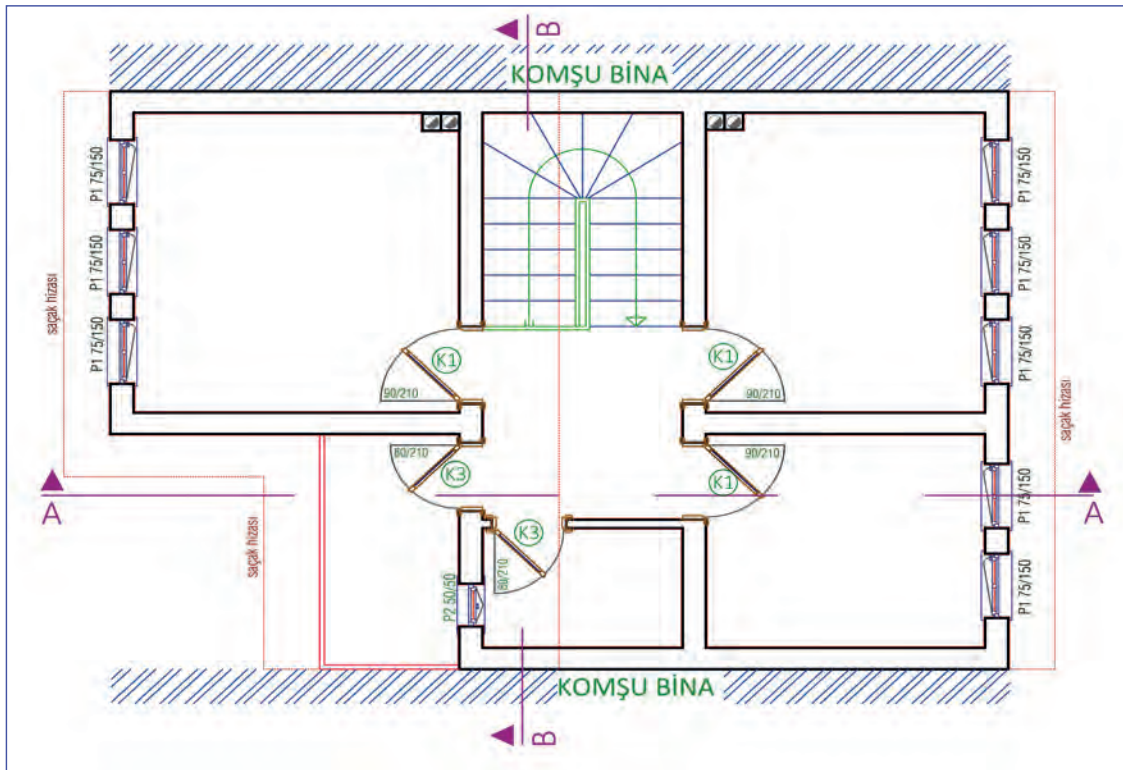 B
KOMŞU BİNA
P1 75/150
P1 75/150
P1 75/150
P1 75/150
P1 75/150
P1 75/150
saçak hizası
K1
K1
90/210
90/210
saçak hizası
80/210
90/210
K3
K1
A
A
P1 75/150
K3
saçak hizası
80/210
P2 50/50
P1 75/150
KOMŞU BİNA
B